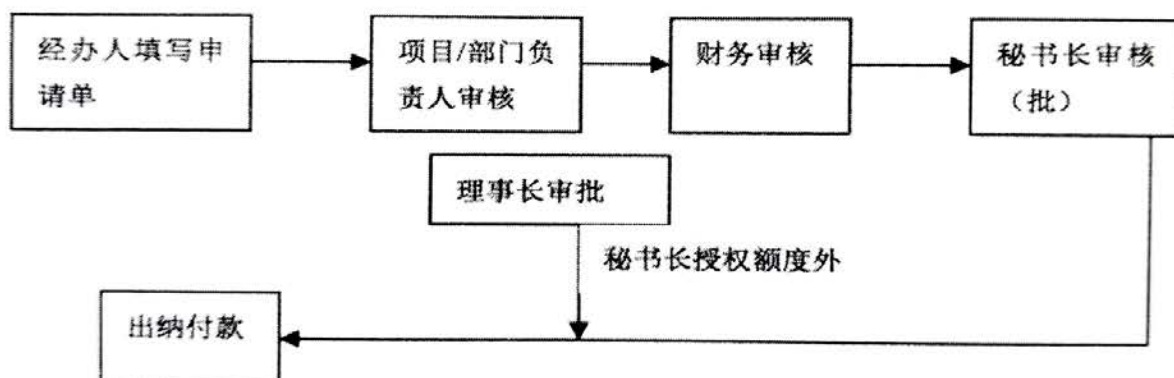 经办人填写申
请单
项目/部门负
责人审核
财务审核
秘书长审核
（批）
理事长审批
秘书长授权额度外
出纳付款